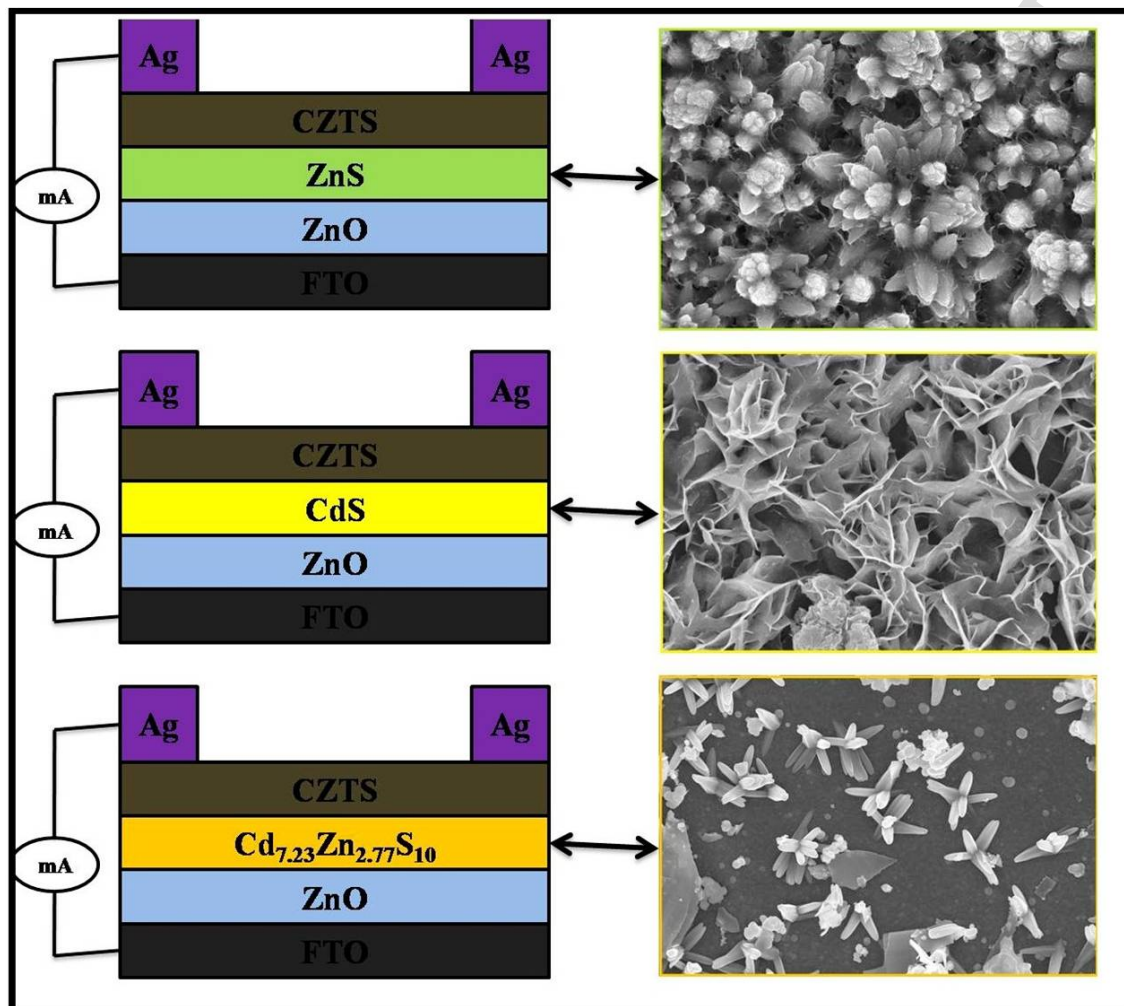 Ag Ag
CZTS
ZnS
mA
ZnO
FTO
Ag Ag
CZTS
CdS
mA
ZnO
FTO
Ag Ag
CZTS
Cd₇.₂₃Zn₂.₇₇S₁₀
mA
ZnO
FTO